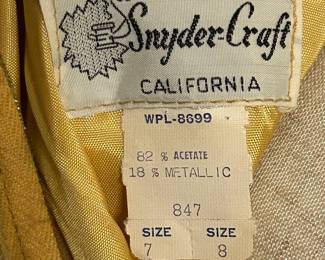 Snyder-Craft
CALIFORNIA
WPL-8699
82 % ACETATE
18 % METALLIC
847
SIZE SIZE
7 8